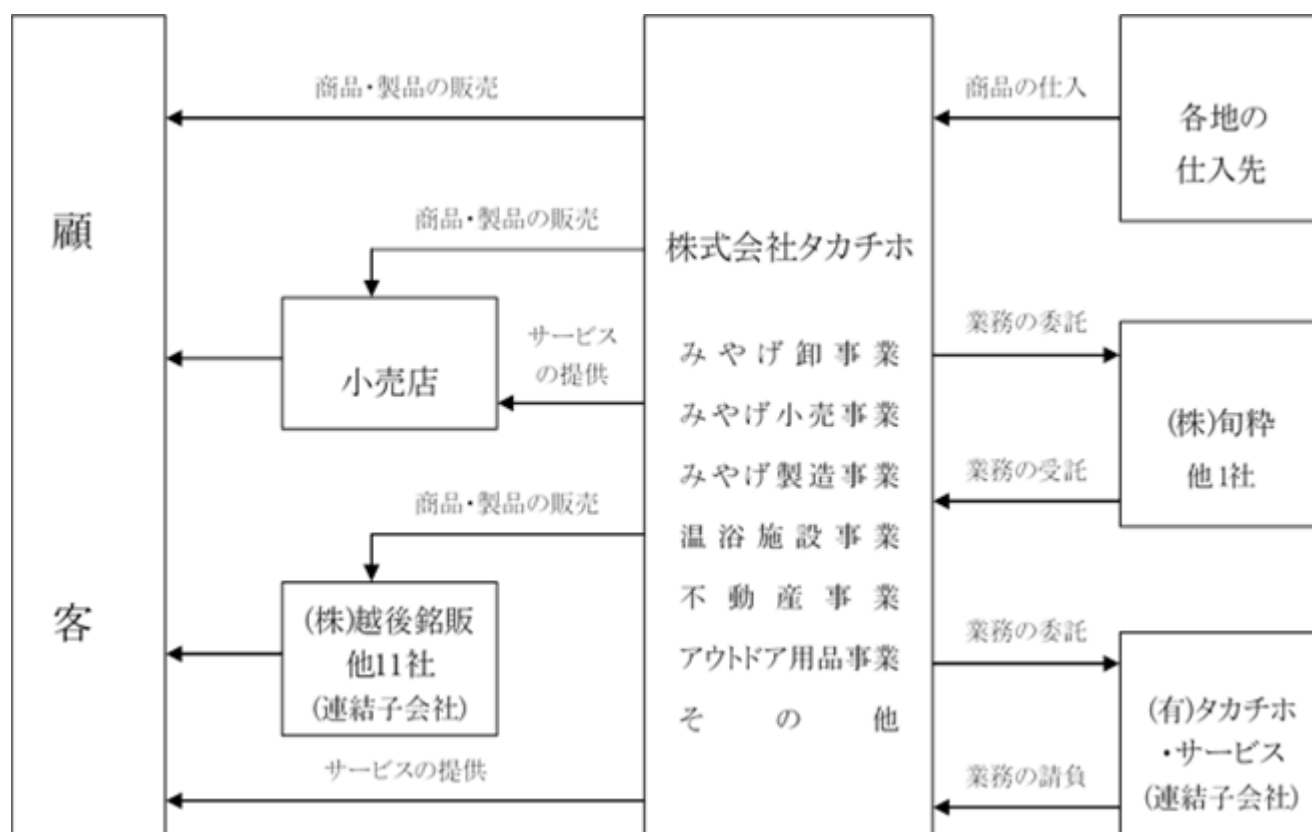 顧
客
商品・製品の販売
商品・製品の販売
小売店
サービス
の提供
商品・製品の販売
(株)越後銘販
他11社
(連結子会社)
サービスの提供
株式会社タカチホ
みやげ卸事業
みやげ小売事業
みやげ製造事業
温浴施設事業
不動産事業
アウトドア用品事業
その他
商品の仕入
各地の
仕入先
業務の委託
(株)旬粋
他1社
業務の受託
業務の委託
(有)タカチホ
・サービス
(連結子会社)
業務の請負